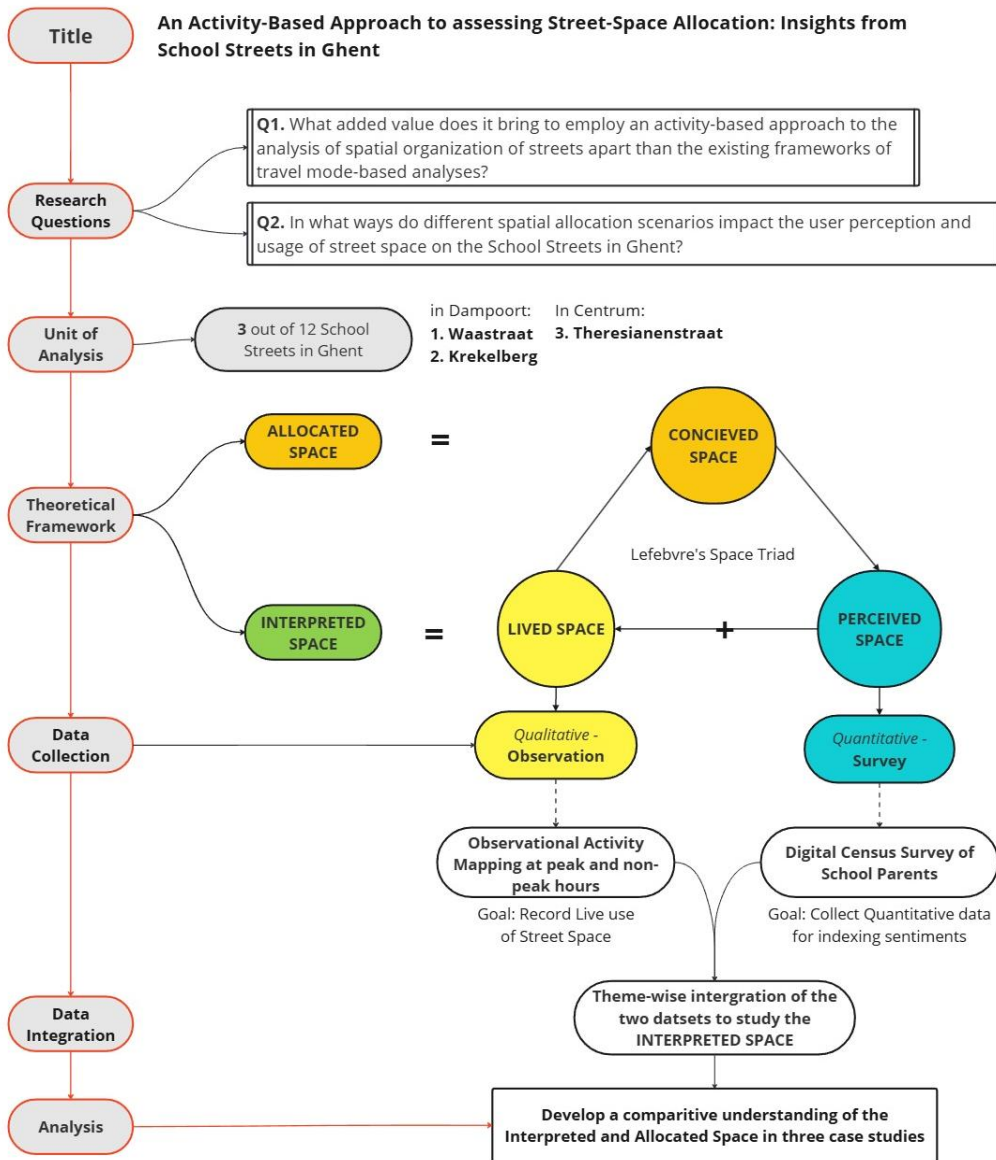 Title
An Activity-Based Approach to assessing Street-Space Allocation: Insights from
School Streets in Ghent
Q1. What added value does it bring to employ an activity-based approach to the
analysis of spatial organization of streets apart than the existing frameworks of
travel mode-based analyses?
Research
Questions
Q2. In what ways do different spatial allocation scenarios impact the user perception and
usage of street space on the School Streets in Ghent?
Unit of
Analysis
3 out of 12 School
Streets in Ghent
in Dampoort:
1. Waastraat
2. Krekelberg
In Centrum:
3. Theresianenstraat
Theoretical
Framework
ALLOCATED
SPACE
=
CONCIEVED
SPACE
Lefebvre's Space Triad
INTERPRETED
SPACE
=
LIVED SPACE
+
PERCEIVED
SPACE
Data
Collection
Qualitative -
Observation
Quantitative -
Survey
Observational Activity
Mapping at peak and non-
peak hours
Goal: Record Live use
of Street Space
Digital Census Survey of
School Parents
Goal: Collect Quantitative data
for indexing sentiments
Data
Integration
Theme-wise intergration of the
two datsets to study the
INTERPRETED SPACE
Analysis
Develop a comparitive understanding of the
Interpreted and Allocated Space in three case studies